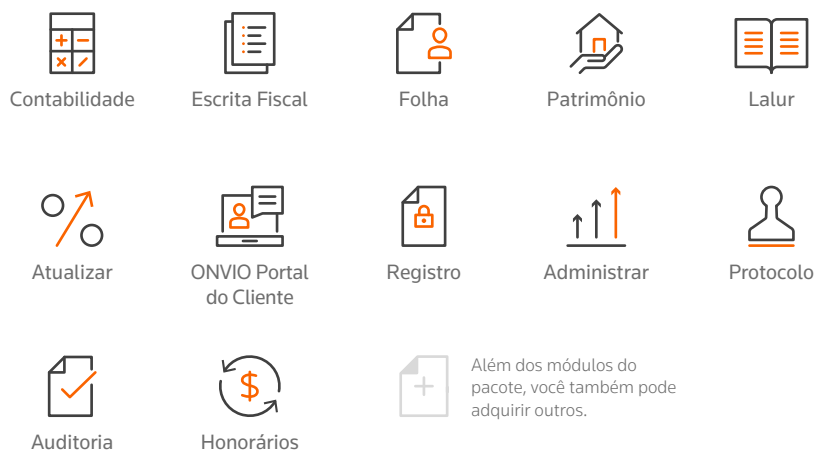 Contabilidade
Escrita Fiscal
Folha
Patrimônio
Lalur
Atualizar
ONVIO Portal
do Cliente
Registro
Administrar
Protocolo
Auditoria
Honorários
Além dos módulos do
pacote, você também pode
adquirir outros.